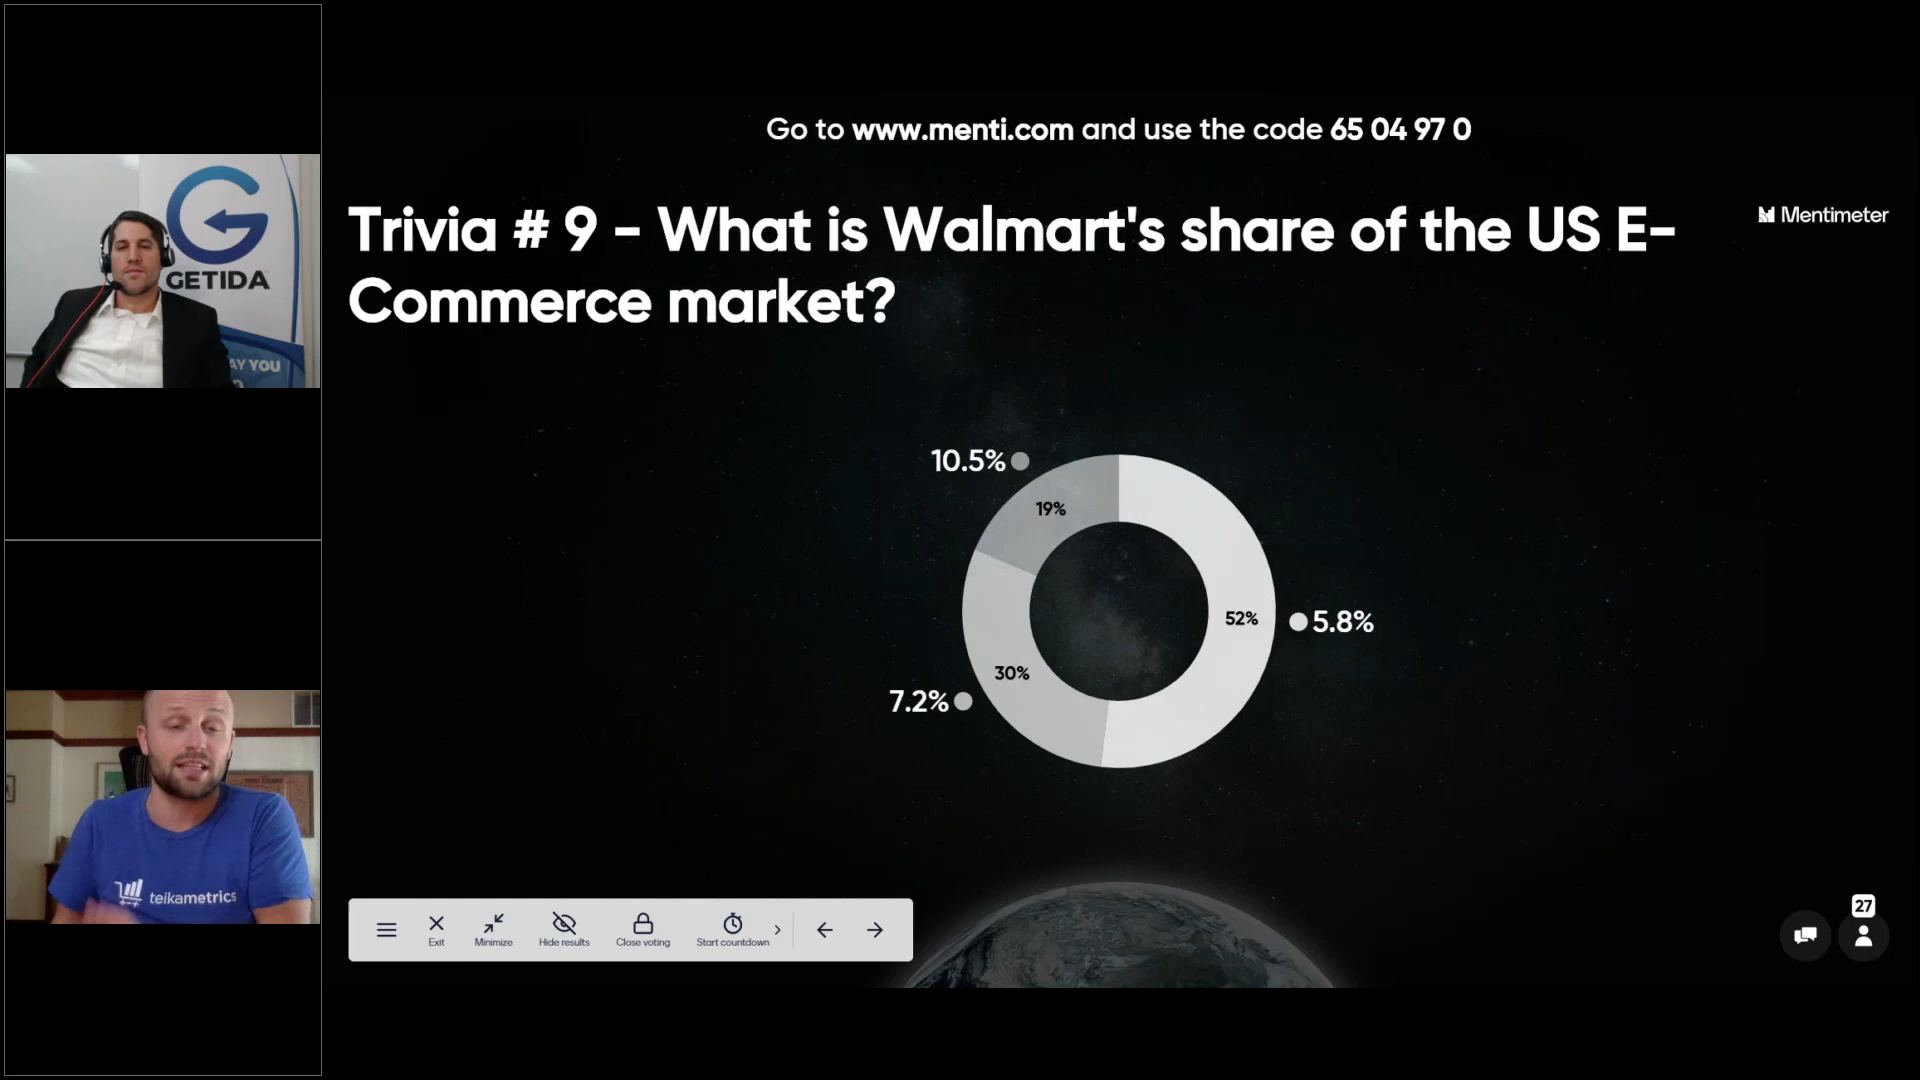 Go to www.menti.com and use the code 65 04 97 0
Trivia # 9 - What is Walmart's share of the US E-
Commerce market?
Mentimeter
GETIDA
AY YOU
10.5%
19%
52%
5.8%
30%
7.2%
teikametrics
Exit
Minimize
Hide results
Close voting
Start countdown
27